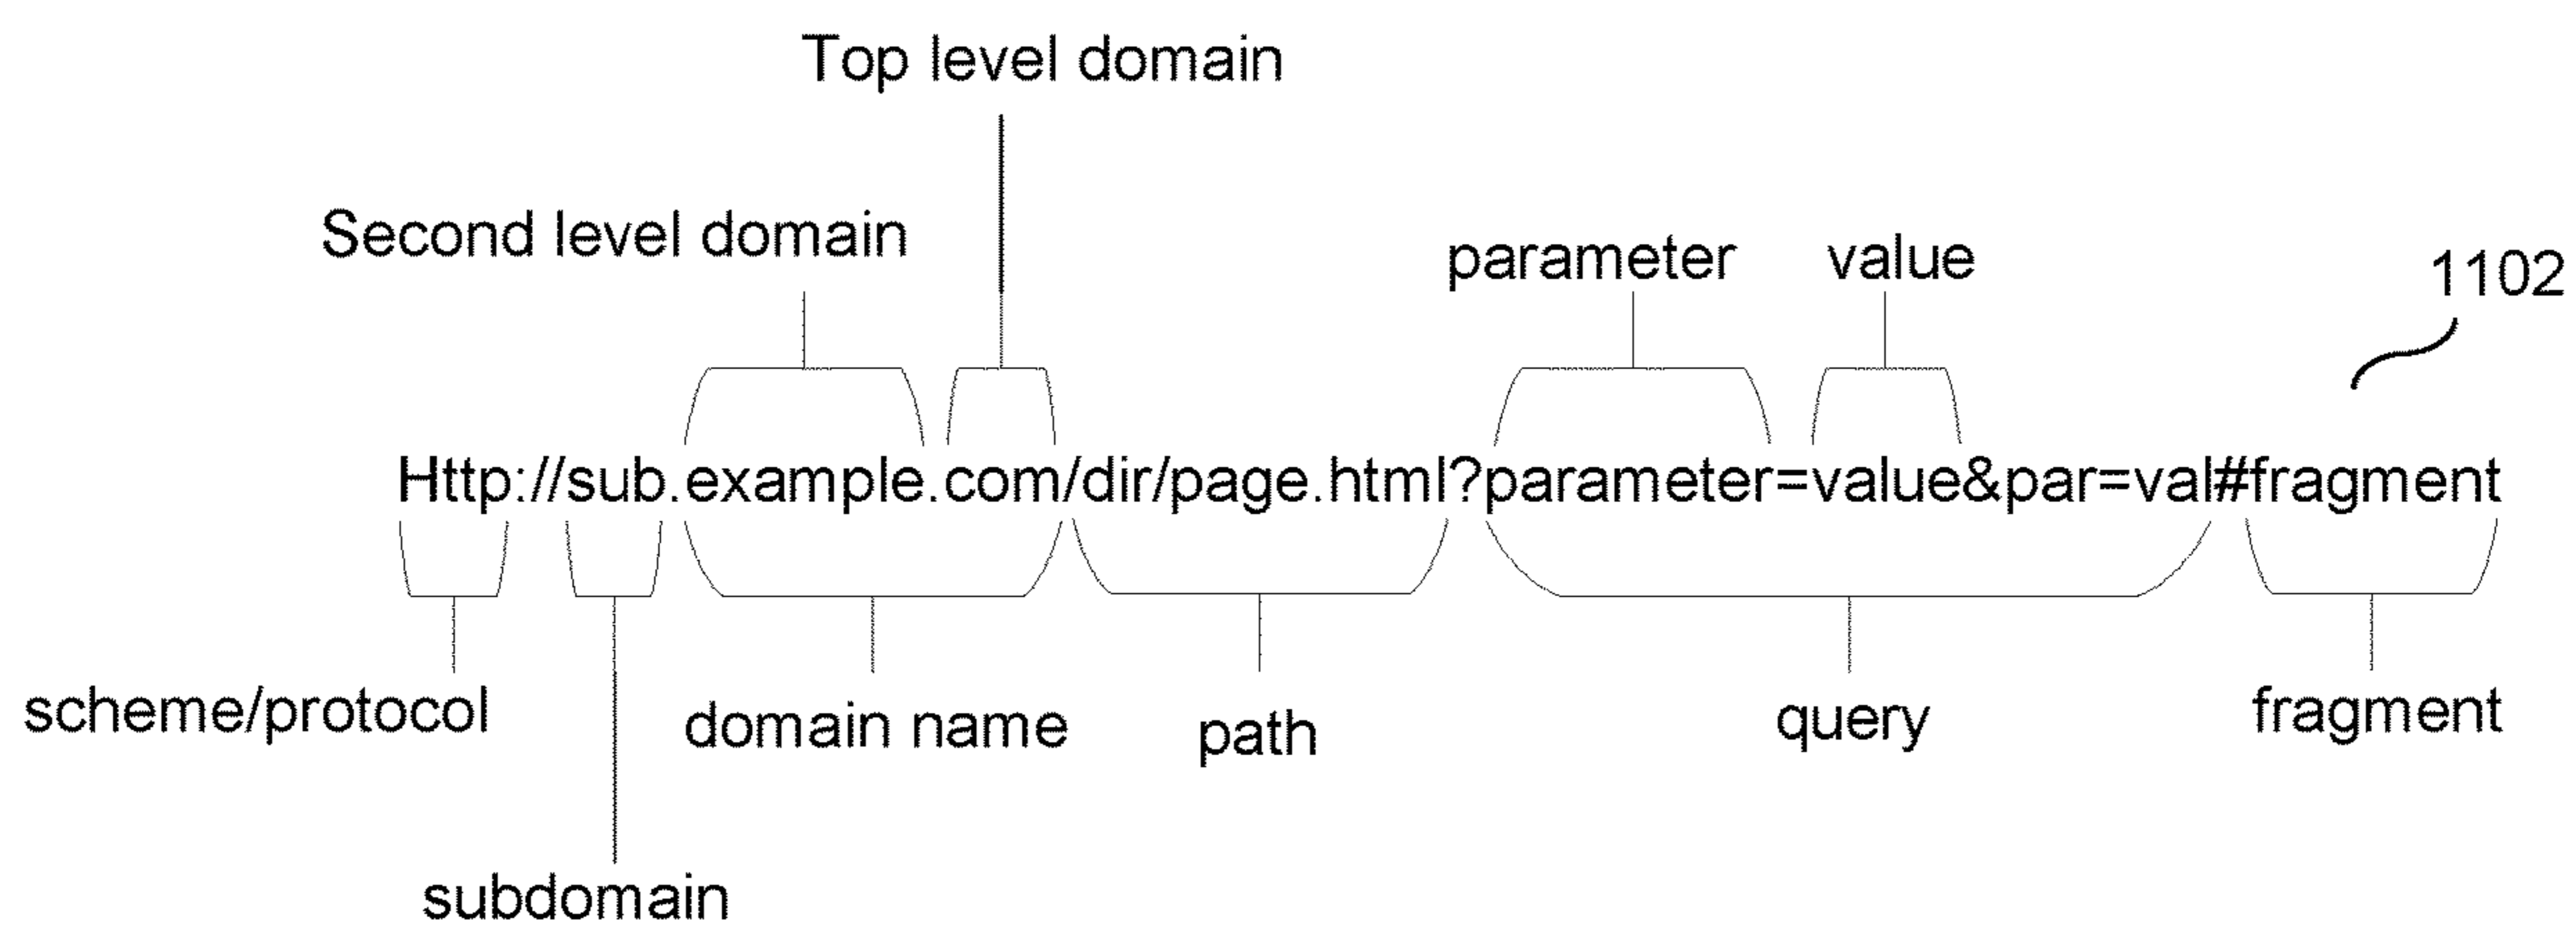 Top level domain
Second level domain
parameter value
1102
Http://sub.example.com/dir/page.html?parameter=value&par=val#fragment
scheme/protocol
domain name
path
query
fragment
subdomain